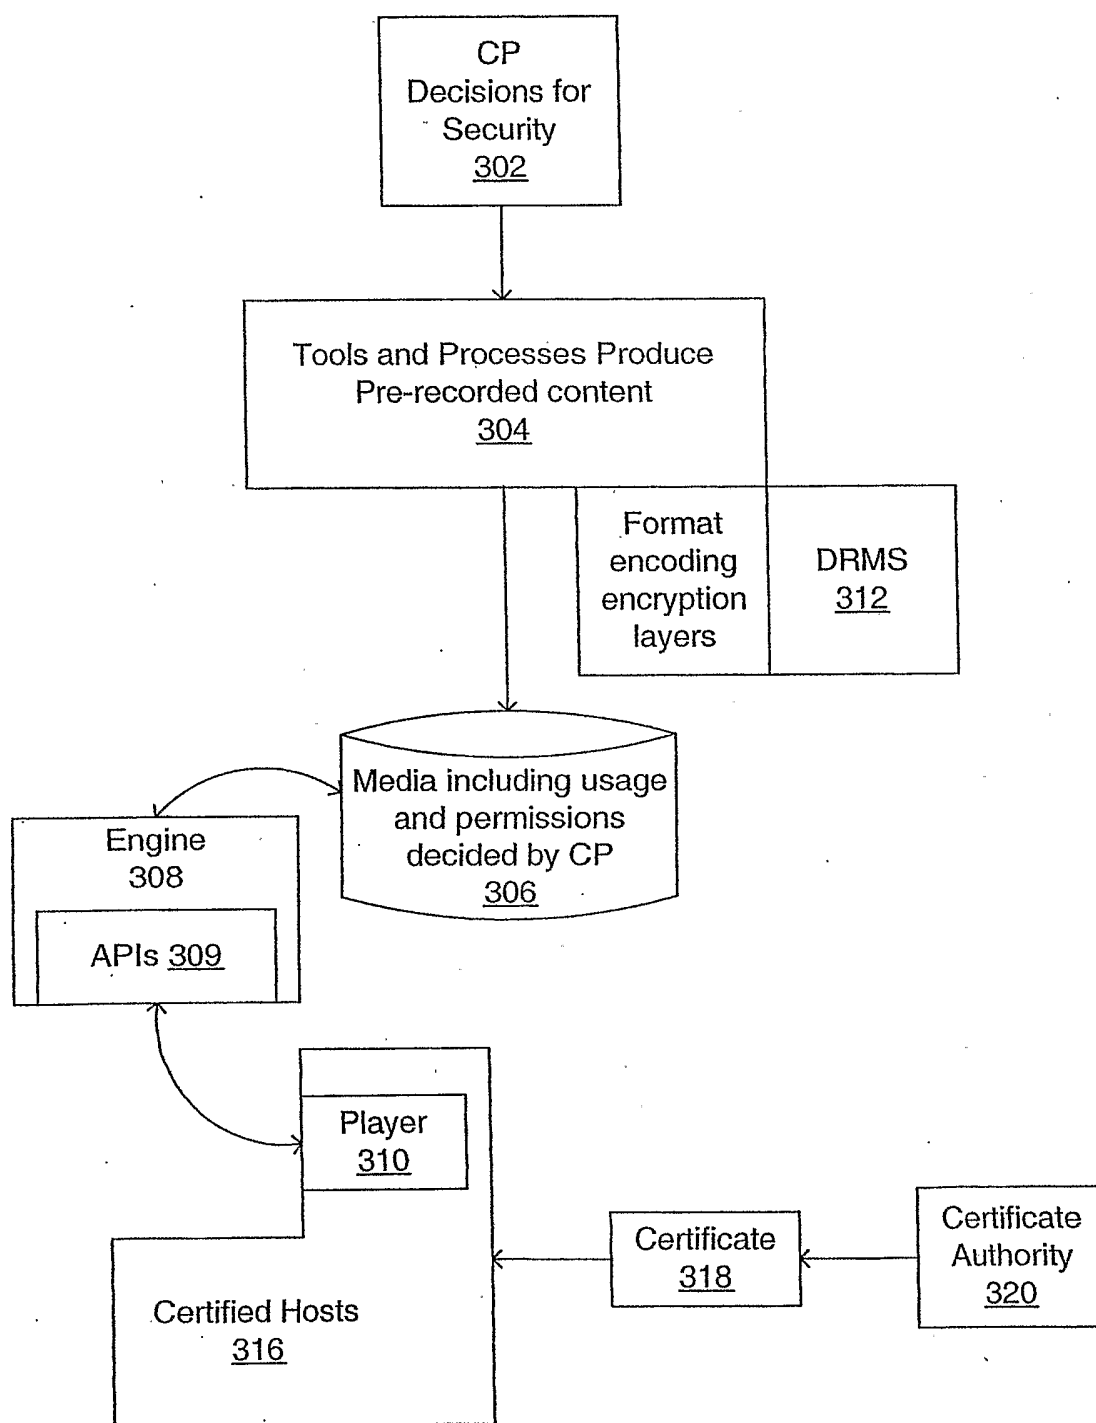 CP
Decisions for
Security
302
Tools and Processes Produce
Pre-recorded content
304
Format
encoding
encryption
layers
DRMS
312
Media including usage
and permissions
decided by CP
306
Engine
308
APIs 309
Player
310
Certificate
318
Certificate
Authority
320
Certified Hosts
316